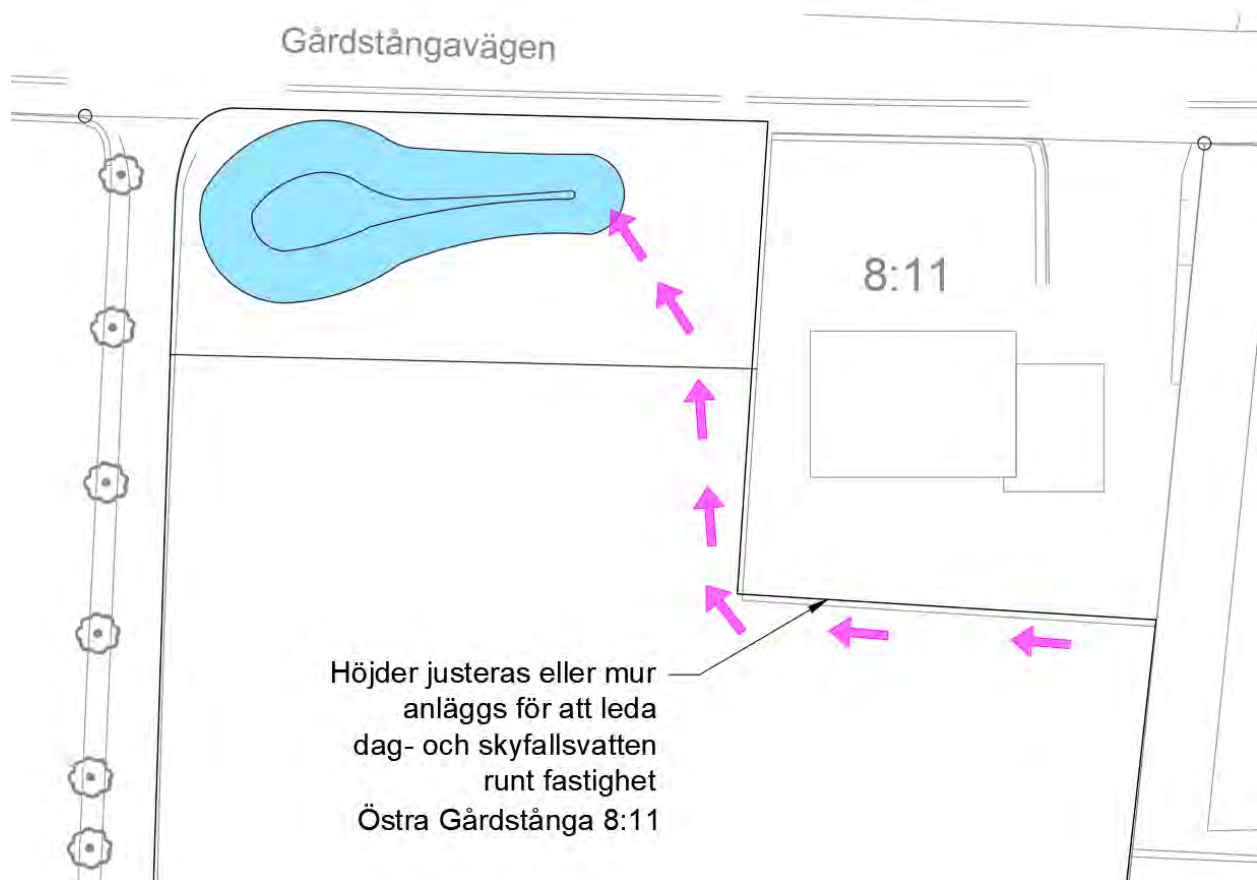 Gårdstångavägen
8:11
Höjder justeras eller mur
anläggs för att leda
dag- och skyfallsvatten
runt fastighet
Östra Gårdstånga 8:11